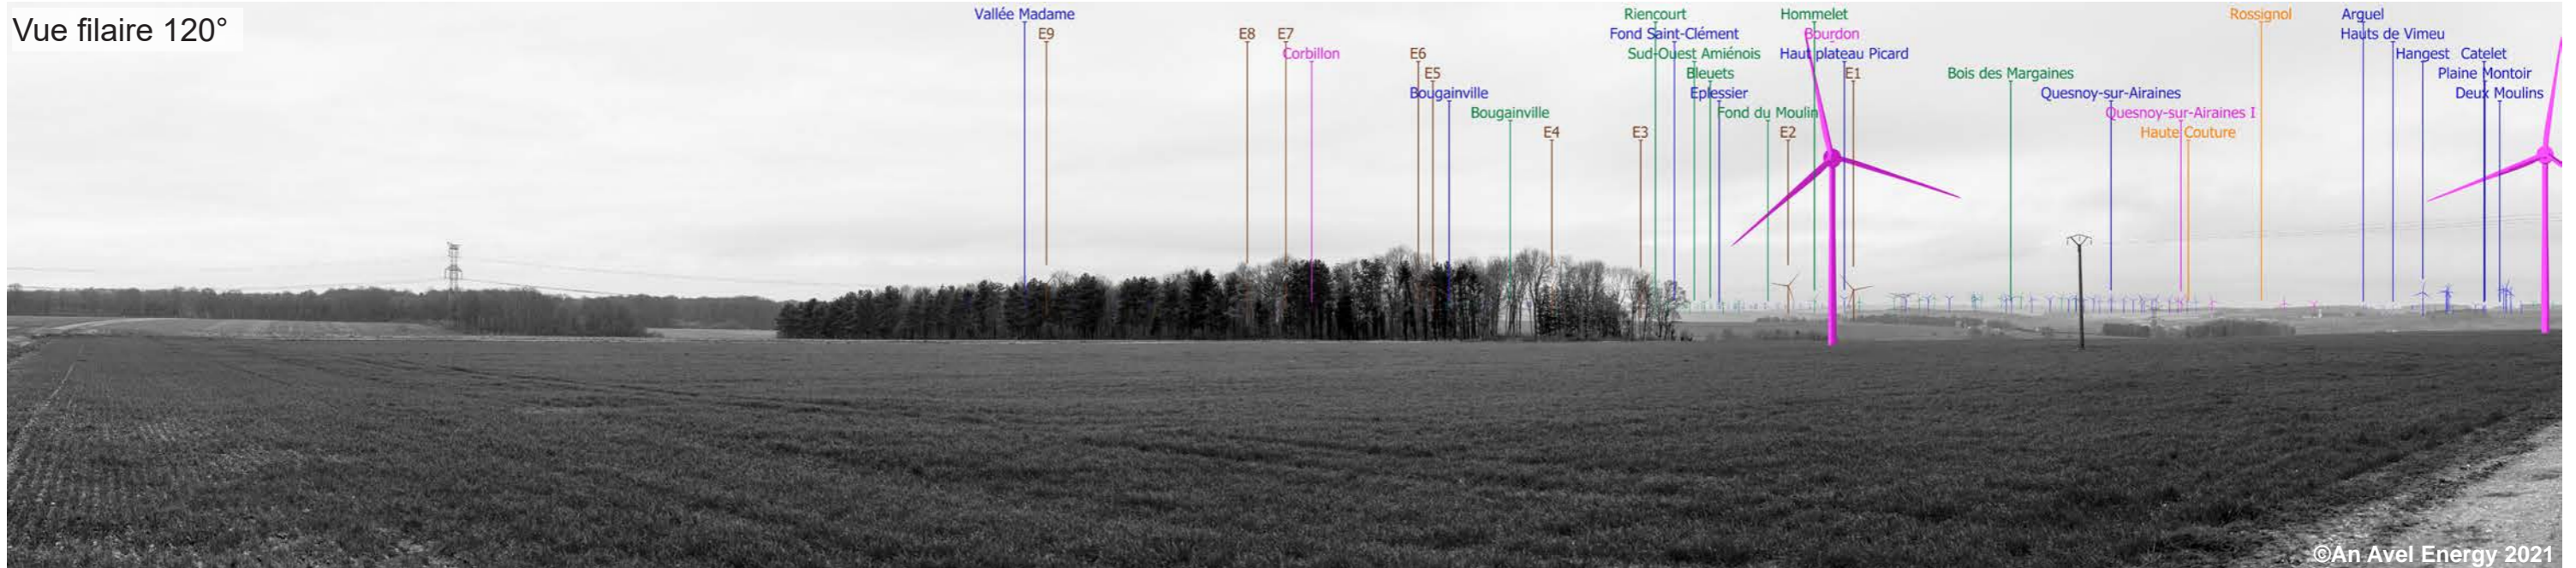 Vue filaire 120°
Vallée Madame
E9
E8
E7
Corbillon
E6
E5
Bougainville
Bougainville
E4
E3
Riencourt
Fond Saint-Clément
Sud-Ouest Amiénois
Bleuets
Eplessier
Fond du Moulin
E2
Hommelet
Bourdon
Haut plateau Picard
E1
Bois des Margaines
Quesnoy-sur-Airaines
Quesnoy-sur-Airaines I
Haute Couture
Rossignol
Arguel
Hauts de Vimeu
Hangest
Catelet
Plaine Montoir
Deux Moulins
©An Avel Energy 2021